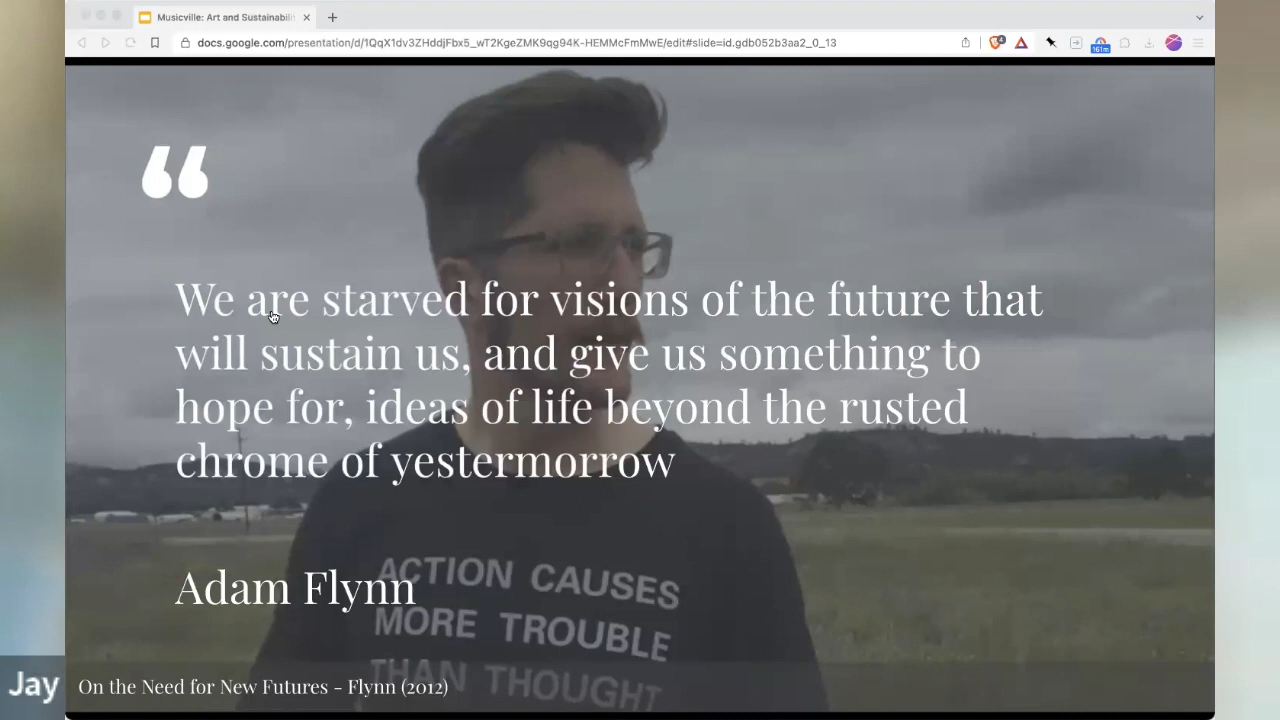 Musicville: Art and Sustainabili
docs.google.com/presentation/d/1QqX1dv3ZHddjFbx5_wT2KgeZMK9qg94K-HEMMcFmMwE/edit#slide=id.gdb052b3aa2_0_13
4
161m
“
We are starved for visions of the future that
will sustain us, and give us something to
hope for, ideas of life beyond the rusted
chrome of yestermorrow
Adam Flynn
ACTION CAUSES
MORE TROUBLE
THAN THOUGHT
Jay
On the Need for New Futures - Flynn (2012)